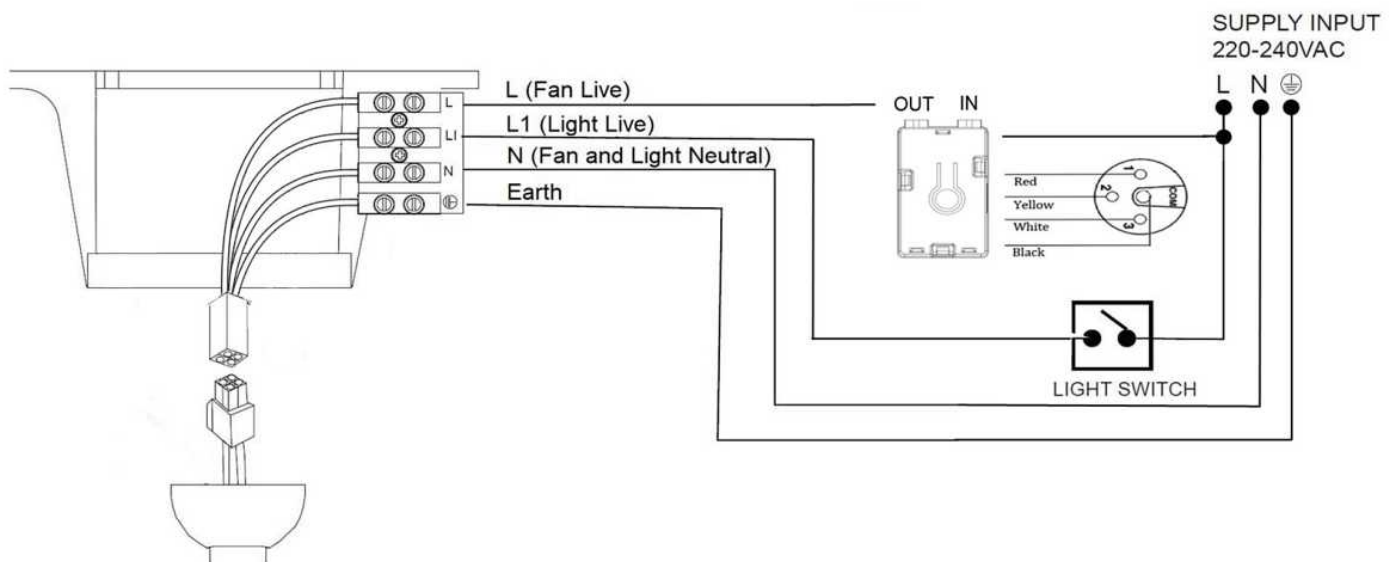 SUPPLY INPUT
220-240VAC
L N
L (Fan Live)
OUT IN
L
L1 (Light Live)
LI
N (Fan and Light Neutral)
N
Earth
1
2
3
COM
Red
Yellow
White
Black
LIGHT SWITCH